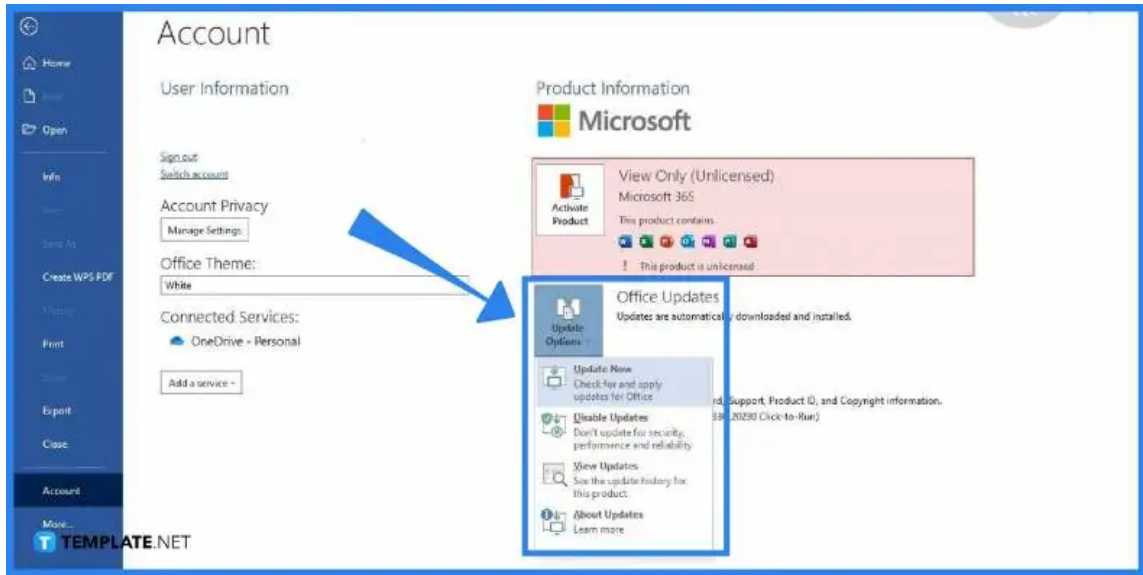 Account
Home
Open
Info
Save As
Create WPS PDF
Print
Export
Close
Account
More...
User Information
Sign out
Switch account
Account Privacy
Manage Settings
Office Theme:
White
Connected Services:
OneDrive - Personal
Add a service
Product Information
Microsoft
Activate
Product
View Only (Unlicensed)
Microsoft 365
This product contains
! This product is unlicensed
Update
Options
Office Updates
Updates are automatically downloaded and installed.
Update Now
Check for and apply
updates for Office
Disable Updates
Don't update for security,
performance and reliability
View Updates
See the update history for
this product
About Updates
Learn more
Support, Product ID, and Copyright information.
20230 Click-to-Run)
T TEMPLATE.NET